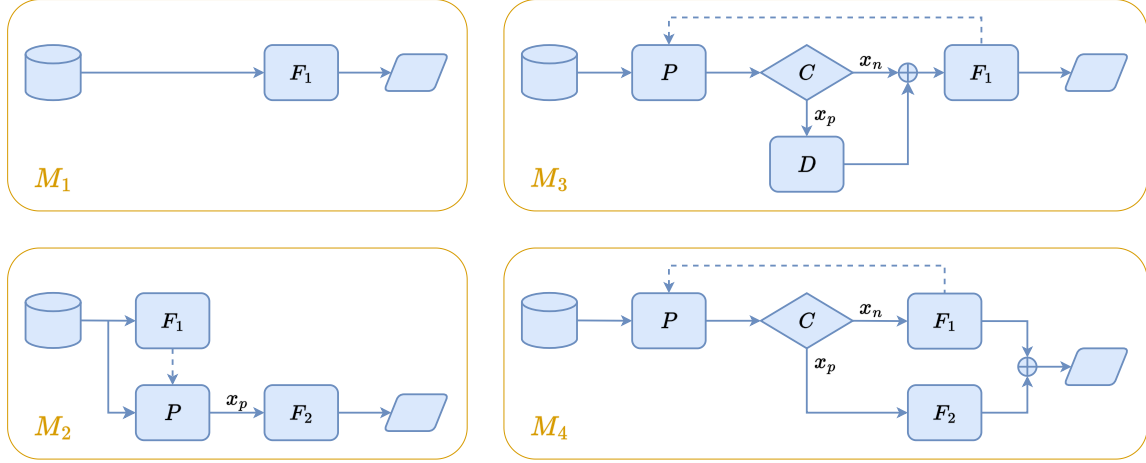 F₁
M₁
P
C
xₙ
F₁
xₚ
D
M₃
F₁
P
xₚ
F₂
M₂
P
C
xₙ
F₁
xₚ
F₂
M₄